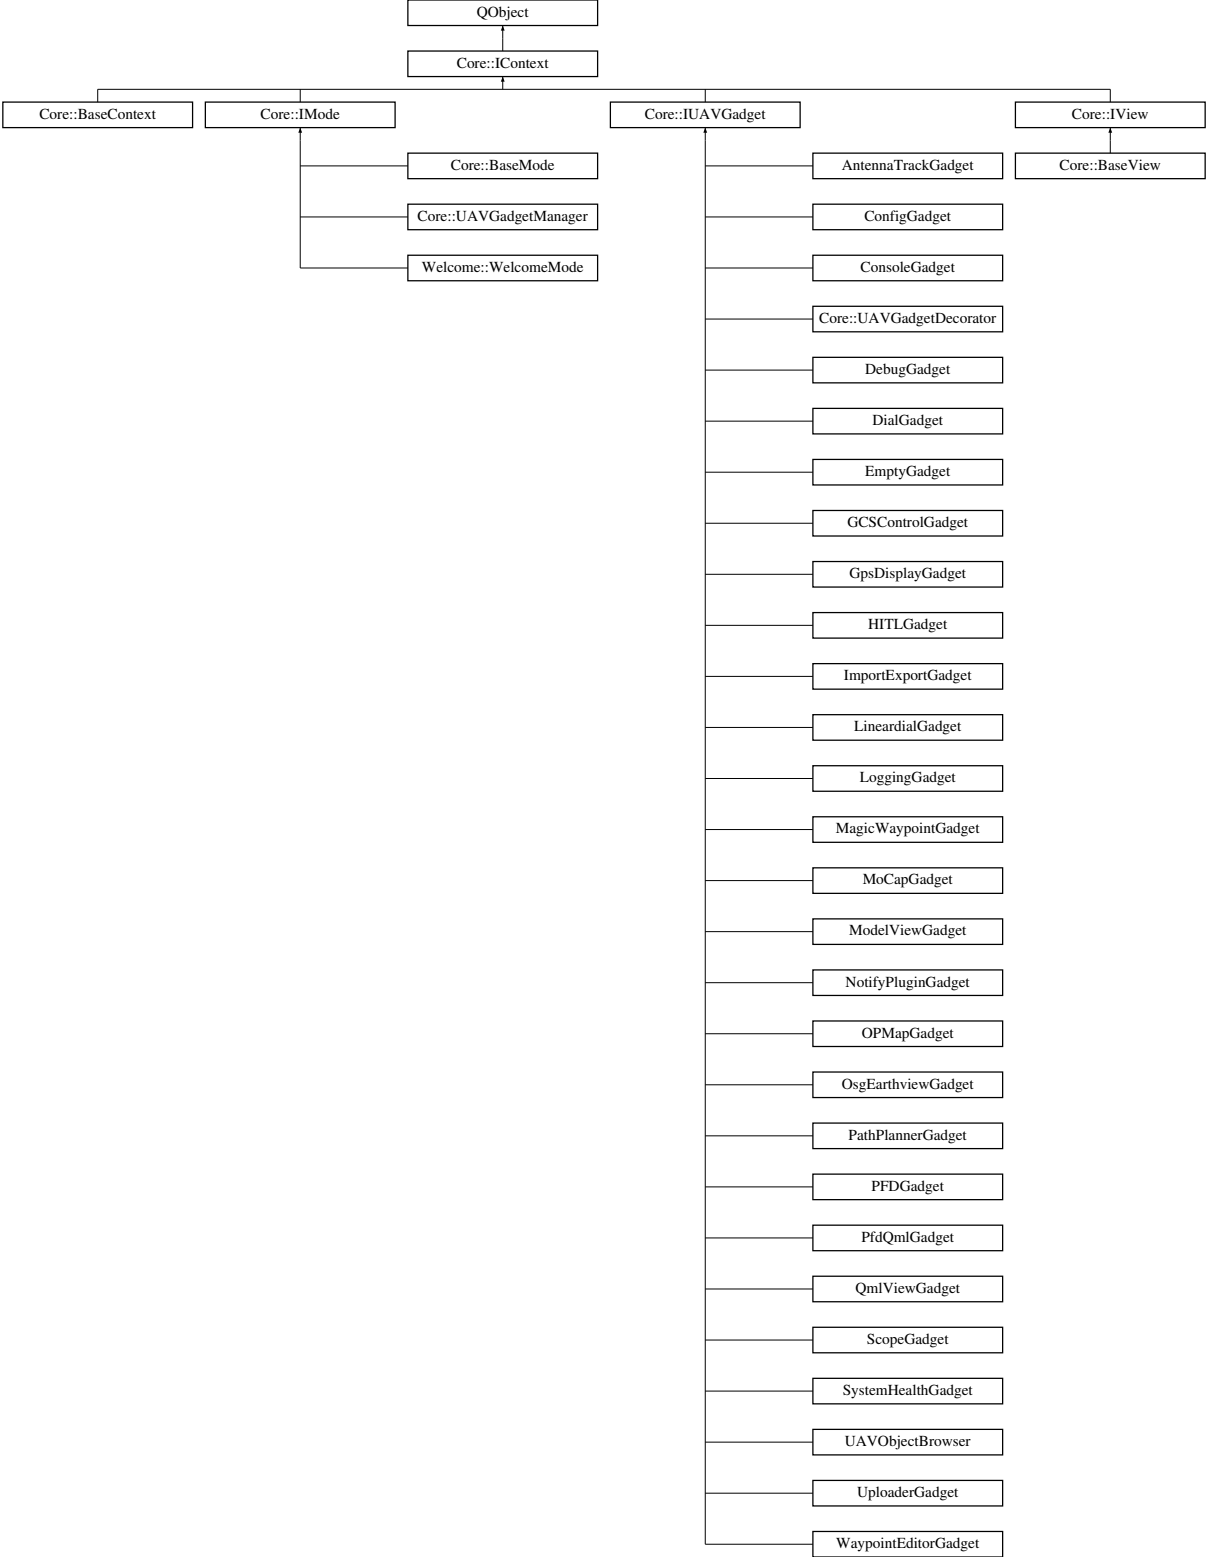 QObject
Core::IContext
Core::BaseContext
Core::IMode
Core::IUAVGadget
Core::IView
Core::BaseMode
AntennaTrackGadget
Core::BaseView
Core::UAVGadgetManager
ConfigGadget
Welcome::WelcomeMode
ConsoleGadget
Core::UAVGadgetDecorator
DebugGadget
DialGadget
EmptyGadget
GCSControlGadget
GpsDisplayGadget
HITLGadget
ImportExportGadget
LineardialGadget
LoggingGadget
MagicWaypointGadget
MoCapGadget
ModelViewGadget
NotifyPluginGadget
OPMapGadget
OsgEarthviewGadget
PathPlannerGadget
PFDGadget
PfdQmlGadget
QmlViewGadget
ScopeGadget
SystemHealthGadget
UAVObjectBrowser
UploaderGadget
WaypointEditorGadget